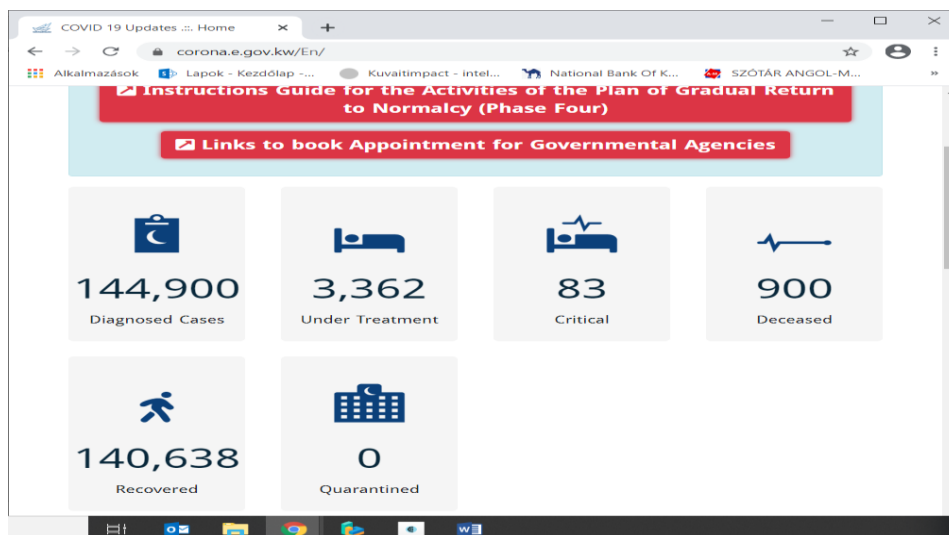 COVID 19 Updates .::. Home
corona.e.gov.kw/En/
Alkalmazások
Lapok - Kezdőlap -...
Kuvaitimpact - intel...
National Bank Of K...
SZÓTÁR ANGOL-M...
Instructions Guide for the Activities of the Plan of Gradual Return
to Normalcy (Phase Four)
Links to book Appointment for Governmental Agencies
144,900
Diagnosed Cases
3,362
Under Treatment
83
Critical
900
Deceased
140,638
Recovered
0
Quarantined